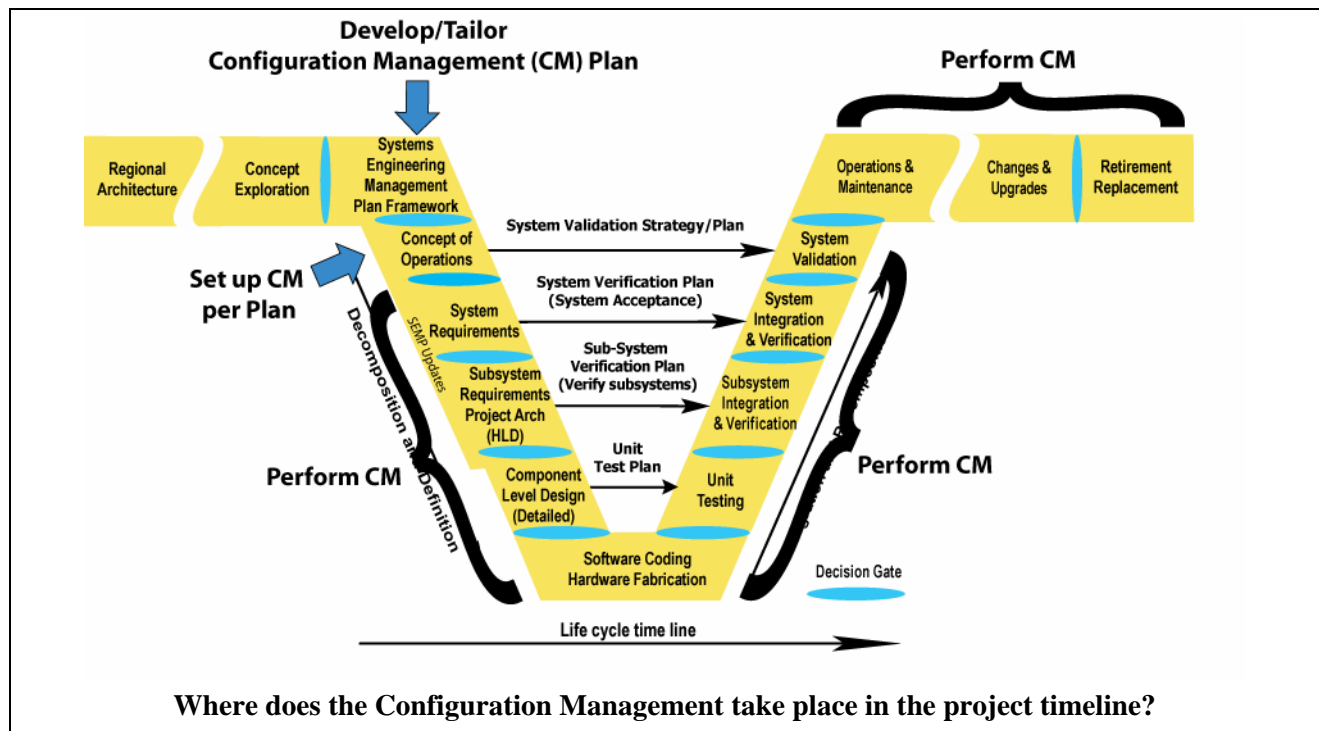 Develop/Tailor
Configuration Management (CM) Plan
Perform CM
Regional
Architecture
Concept
Exploration
Systems
Engineering
Management
Plan Framework
Operations &
Maintenance
Changes &
Upgrades
Retirement
Replacement
System Validation Strategy/Plan
Concept of
Operations
System
Validation
Set up CM
per Plan
System Verification Plan
(System Acceptance)
System
Requirements
System
Integration
& Verification
SEMP Updates
Sub-System
Verification Plan
(Verify subsystems)
Subsystem
Requirements
Project Arch
(HLD)
Subsystem
Integration
& Verification
Decomposition and Definition
Perform CM
Perform CM
Unit
Test Plan
Component
Level Design
(Detailed)
Unit
Testing
Software Coding
Hardware Fabrication
Decision Gate
Life cycle time line
Where does the Configuration Management take place in the project timeline?